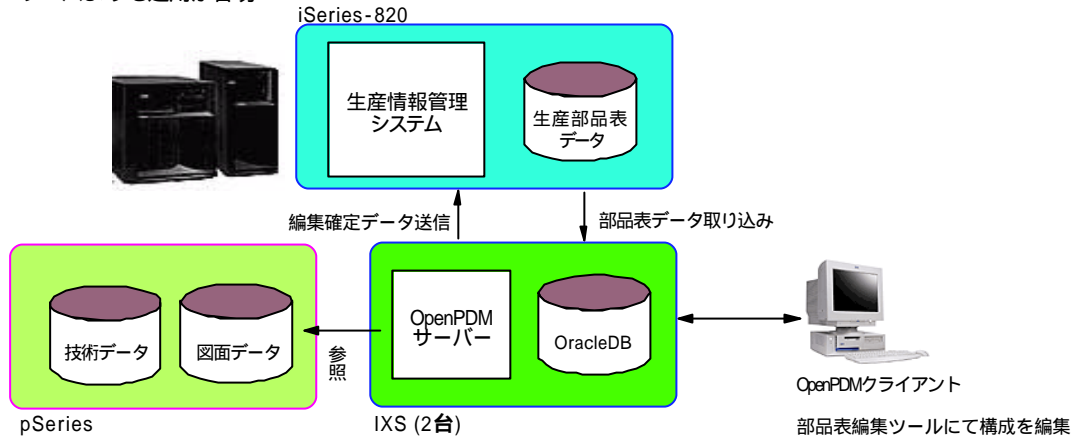 iSeries-820
生産情報管理
システム
生産部品表
データ
編集確定データ送信
部品表データ取り込み
OpenPDM
サーバー
OracleDB
技術データ
図面データ
参照
OpenPDMクライアント
pSeries
IXS (2台)
部品表編集ツールにて構成を編集